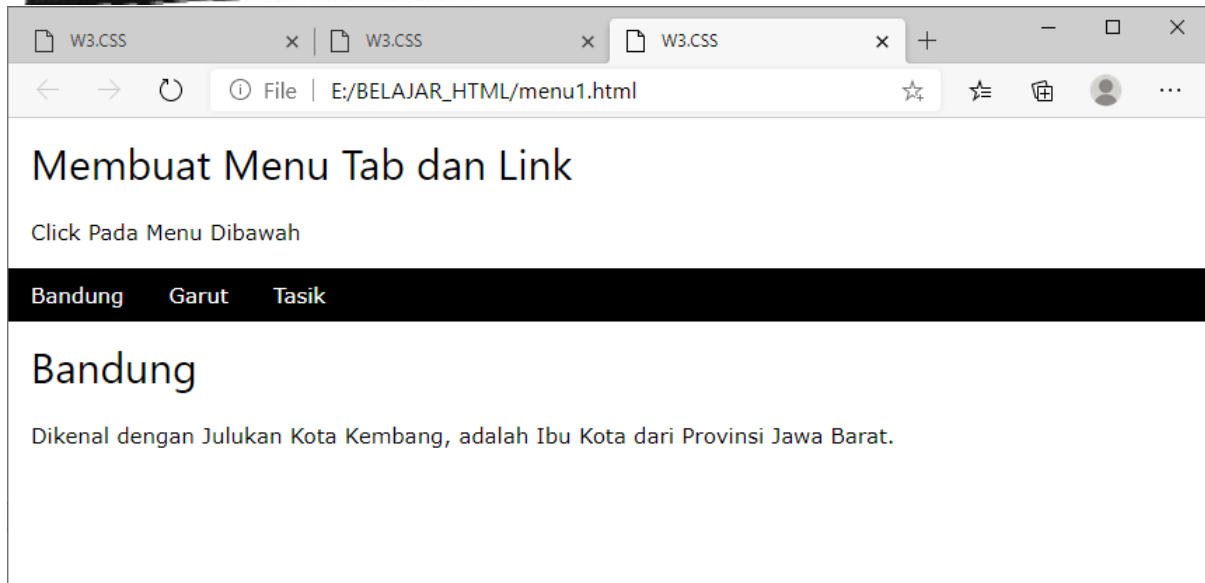 W3.CSS W3.CSS W3.CSS
File E:/BELAJAR_HTML/menu1.html
Membuat Menu Tab dan Link
Click Pada Menu Dibawah
Bandung Garut Tasik
Bandung
Dikenal dengan Julukan Kota Kembang, adalah Ibu Kota dari Provinsi Jawa Barat.